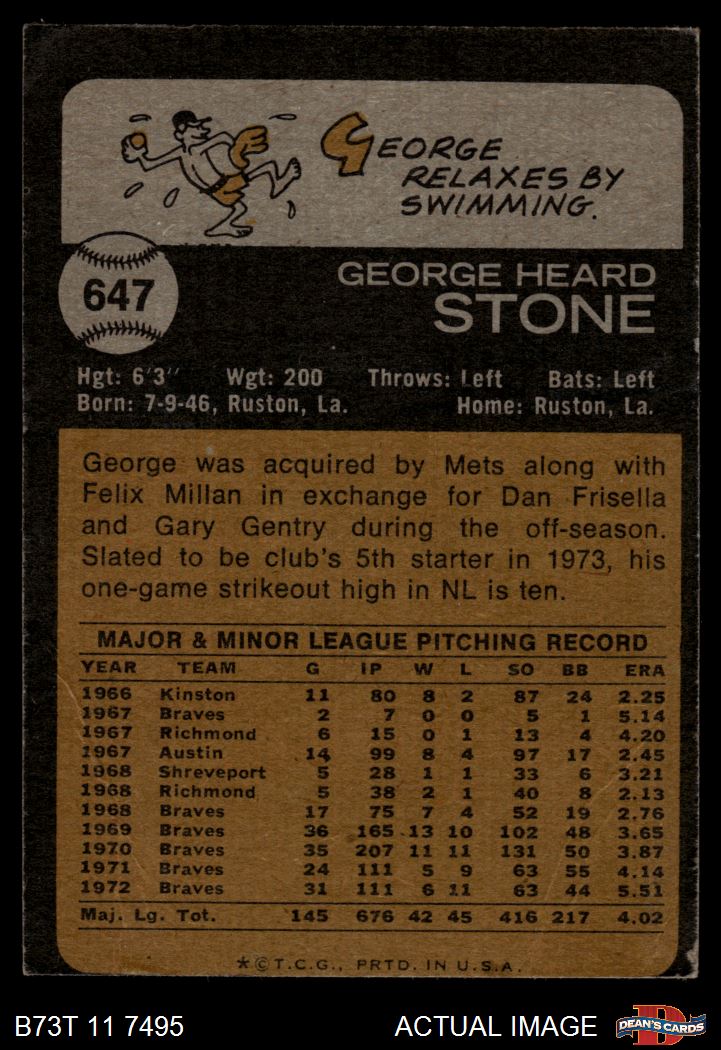 GEORGE
RELAXES BY
SWIMMING.
647
GEORGE HEARD
STONE
Hgt: 6'3" Wgt: 200 Throws: Left Bats: Left
Born: 7-9-46, Ruston, La. Home: Ruston, La.
George was acquired by Mets along with
Felix Millan in exchange for Dan Frisella
and Gary Gentry during the off-season.
Slated to be club's 5th starter in 1973, his
one-game strikeout high in NL is ten.
MAJOR & MINOR LEAGUE PITCHING RECORD
YEAR TEAM G IP W L SO BB ERA
1966 Kinston 11 80 8 2 87 24 2.25
1967 Braves 2 7 0 0 5 1 5.14
1967 Richmond 6 15 0 1 13 4 4.20
1967 Austin 14 99 8 4 97 17 2.45
1968 Shreveport 5 28 1 1 33 6 3.21
1968 Richmond 5 38 2 1 40 8 2.13
1968 Braves 17 75 7 4 52 19 2.76
1969 Braves 36 165 13 10 102 48 3.65
1970 Braves 35 207 11 11 131 50 3.87
1971 Braves 24 111 5 9 63 55 4.14
1972 Braves 31 111 6 11 63 44 5.51
Maj. Lg. Tot. 145 676 42 45 416 217 4.02
*© T.C.G., PRTD. IN U.S.A.
B73T 11 7495 ACTUAL IMAGE DEAN'S CARDS